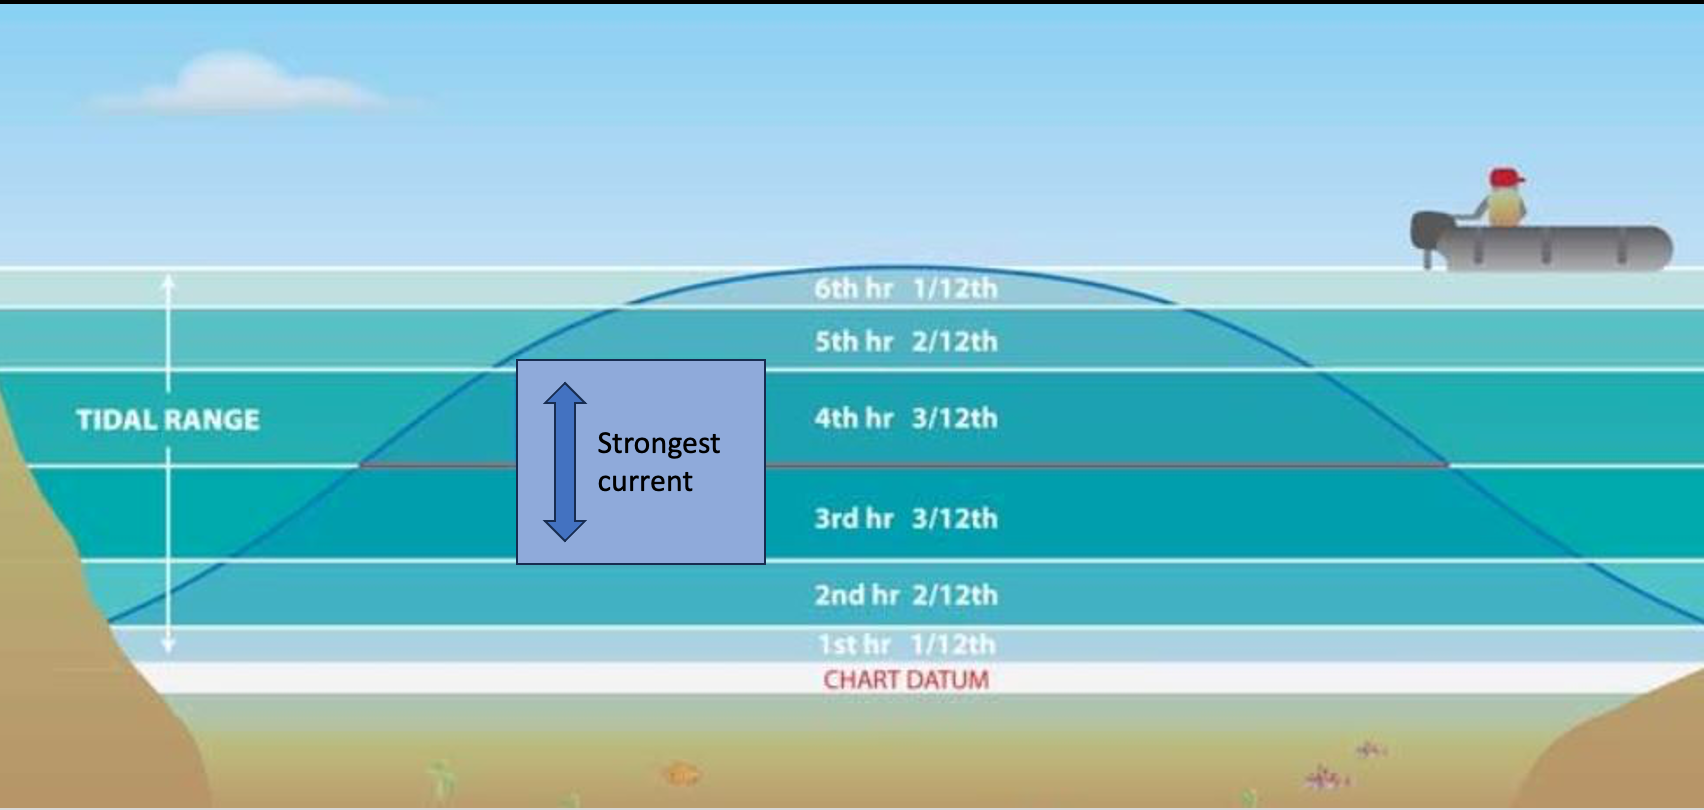 6th hr 1/12th
5th hr 2/12th
TIDAL RANGE
4th hr 3/12th
Strongest
current
3rd hr 3/12th
2nd hr 2/12th
1st hr 1/12th
CHART DATUM